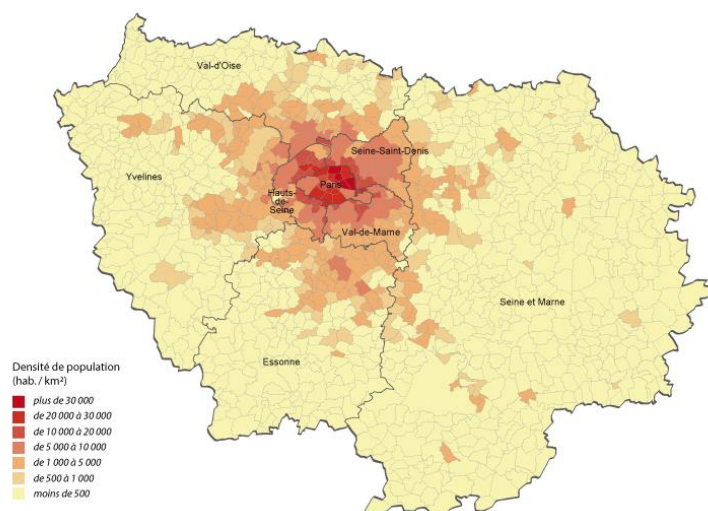 Val-d'Oise
Seine-Saint-Denis
Paris
Yvelines
Hauts-
de-
Seine
Val-de-Marne
Seine et Marne
Essonne
Densité de population
(hab. / km²)
plus de 30 000
de 20 000 à 30 000
de 10 000 à 20 000
de 5 000 à 10 000
de 1 000 à 5 000
de 500 à 1 000
moins de 500